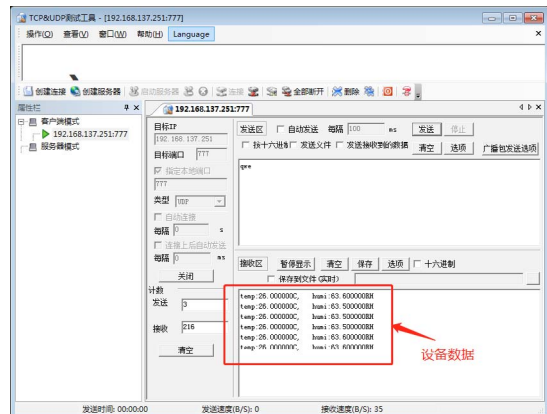 TCP&UDP测试工具 - [192.168.137.251:777]
操作(O) 查看(V) 窗口(W) 帮助(H) Language
创建连接 创建服务器 启动服务器 连接 全部断开 删除
属性栏
客户端模式
192.168.137.251:777
服务器模式
192.168.137.251:777
目标IP
192.168.137.251
目标端口 777
指定本地端口
777
类型 UDP
自动连接
每隔 0 s
连接上后自动发送
每隔 0 ms
关闭
计数
发送 3
接收 216
清空
发送区 自动发送 每隔 100 ms 发送 停止
按十六进制 发送文件 发送接收到的数据 清空 选项 广播包发送选项
qwe
接收区 暂停显示 清空 保存 选项 十六进制
保存到文件(实时)
temp:26.000000C, humi:63.600000RH
temp:26.000000C, humi:63.600000RH
temp:26.000000C, humi:63.500000RH
temp:26.000000C, humi:63.500000RH
temp:26.000000C, humi:63.600000RH
temp:26.000000C, humi:63.600000RH
设备数据
发送时间: 00:00:00 发送速度(B/S): 0 接收速度(B/S): 35